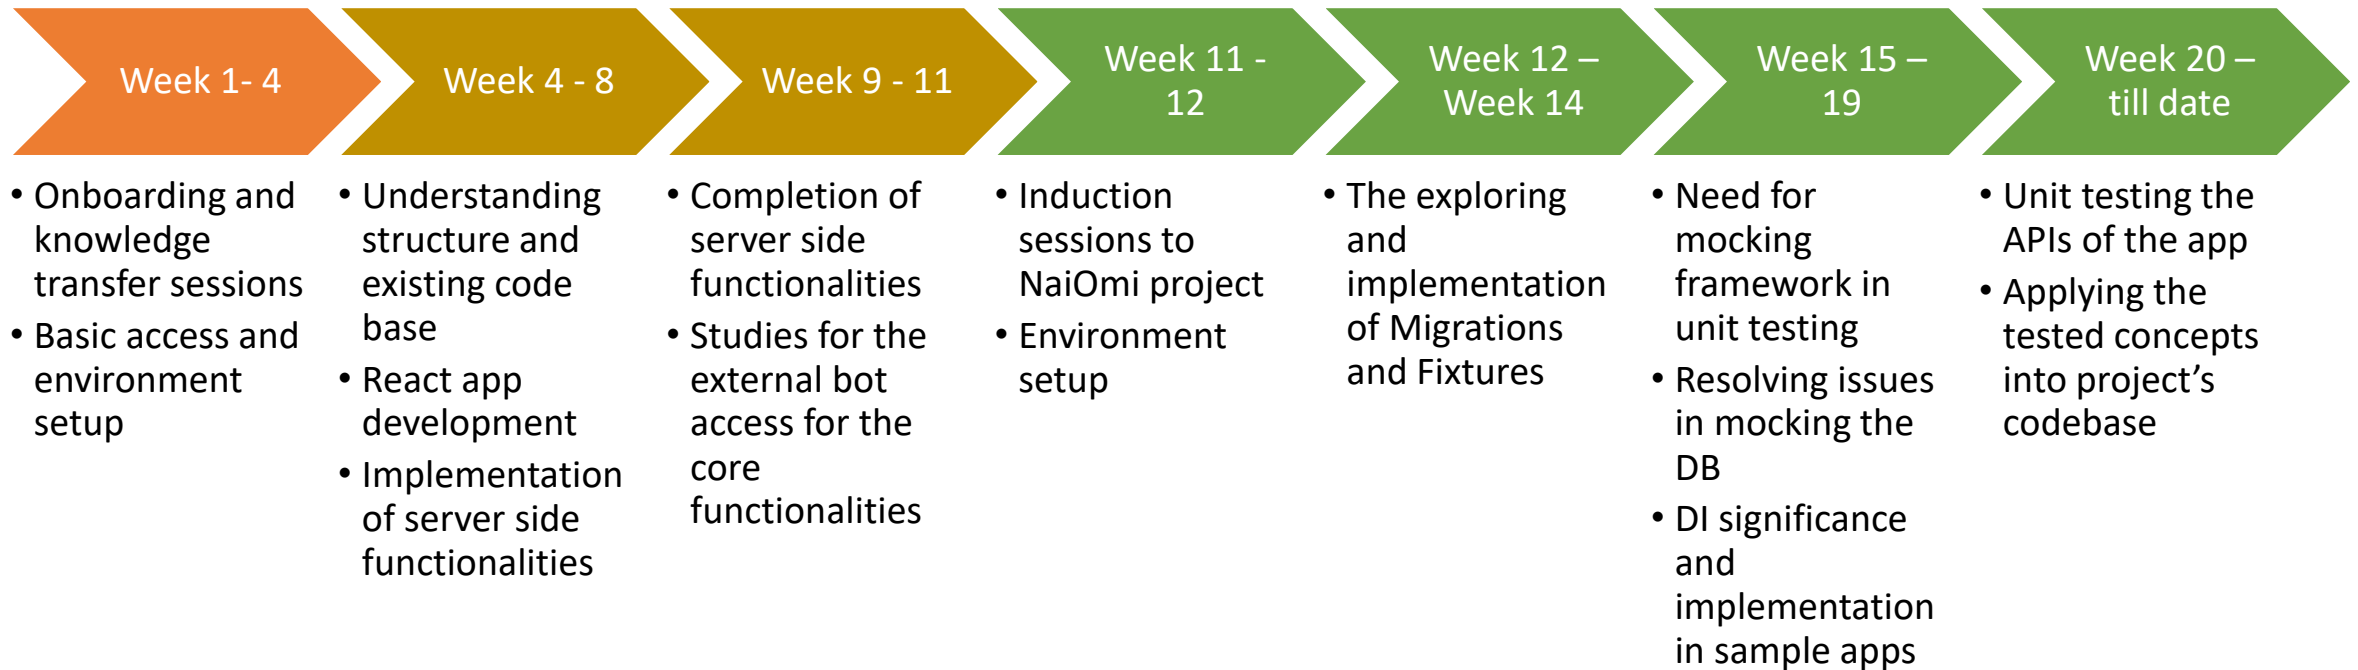 Week 1- 4
Week 4 - 8
Week 9 - 11
Week 11 -
12
Week 12 –
Week 14
Week 15 –
19
Week 20 –
till date
• Onboarding and
knowledge
transfer sessions
• Basic access and
environment
setup
• Understanding
structure and
existing code
base
• React app
development
• Implementation
of server side
functionalities
• Completion of
server side
functionalities
• Studies for the
external bot
access for the
core
functionalities
• Induction
sessions to
NaiOmi project
• Environment
setup
• The exploring
and
implementation
of Migrations
and Fixtures
• Need for
mocking
framework in
unit testing
• Resolving issues
in mocking the
DB
• DI significance
and
implementation
in sample apps
• Unit testing the
APIs of the app
• Applying the
tested concepts
into project’s
codebase